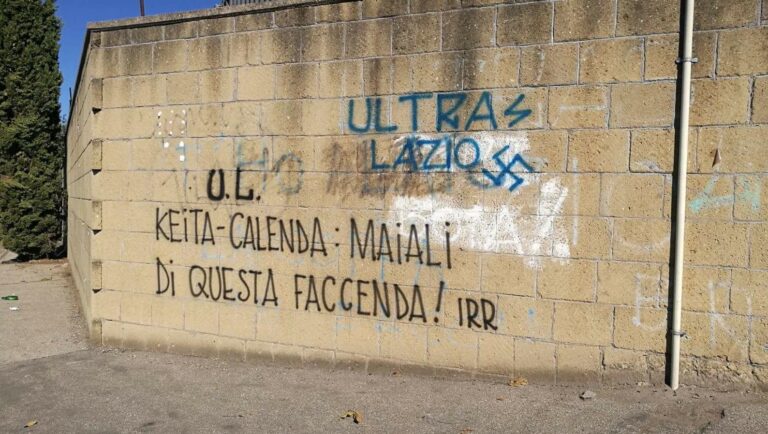 ULTRAS
LAZIO
U.L.
KEITA-CALENDA: MAIALI
Di QUESTA FACCENDA! IRR